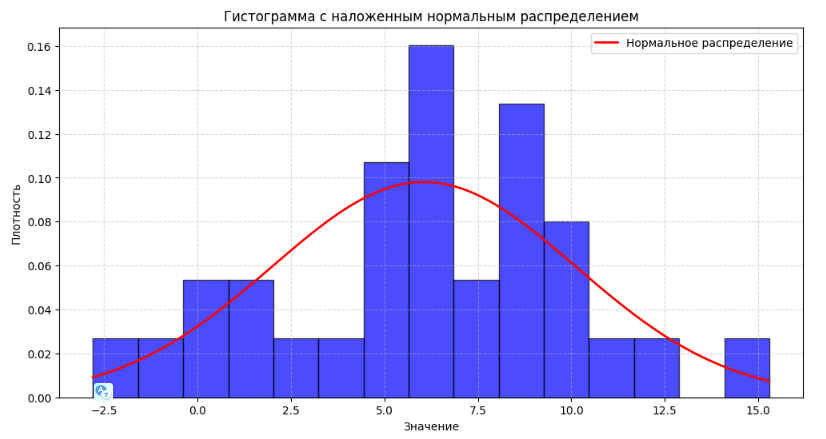 Гистограмма с наложенным нормальным распределением
Нормальное распределение
Плотность
0.16
0.14
0.12
0.10
0.08
0.06
0.04
0.02
0.00
−2.5 0.0 2.5 5.0 7.5 10.0 12.5 15.0
Значение